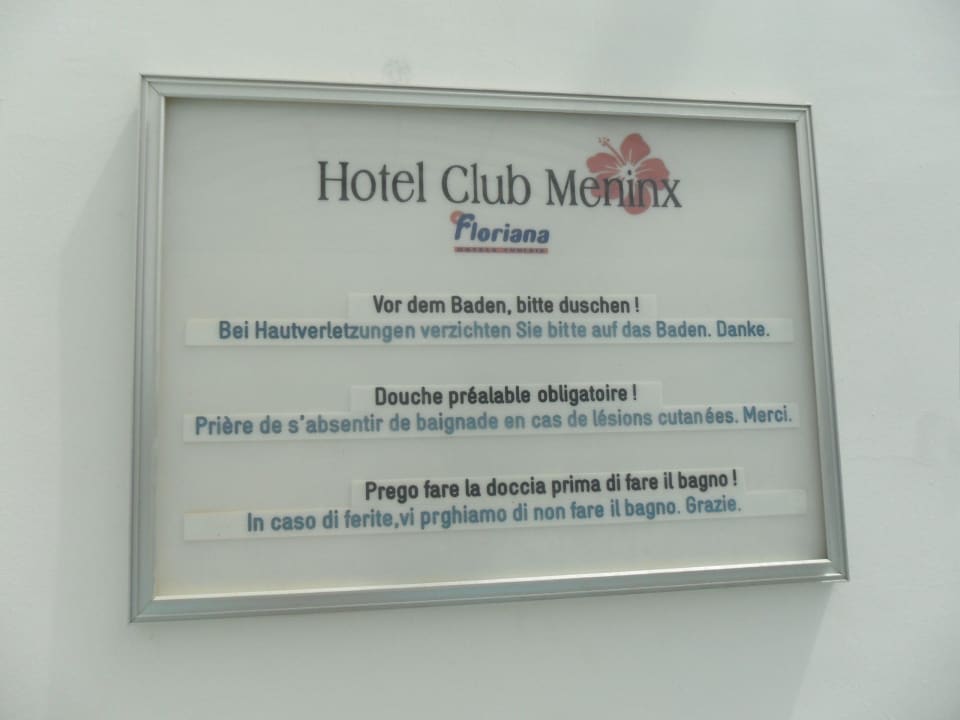 Hotel Club Meninx
Floriana
Vor dem Baden, bitte duschen !
Bei Hautverletzungen verzichten Sie bitte auf das Baden. Danke.
Douche préalable obligatoire !
Prière de s'absentir de baignade en cas de lésions cutanées. Merci.
Prego fare la doccia prima di fare il bagno !
In caso di ferite,vi prghiamo di non fare il bagno. Grazie.